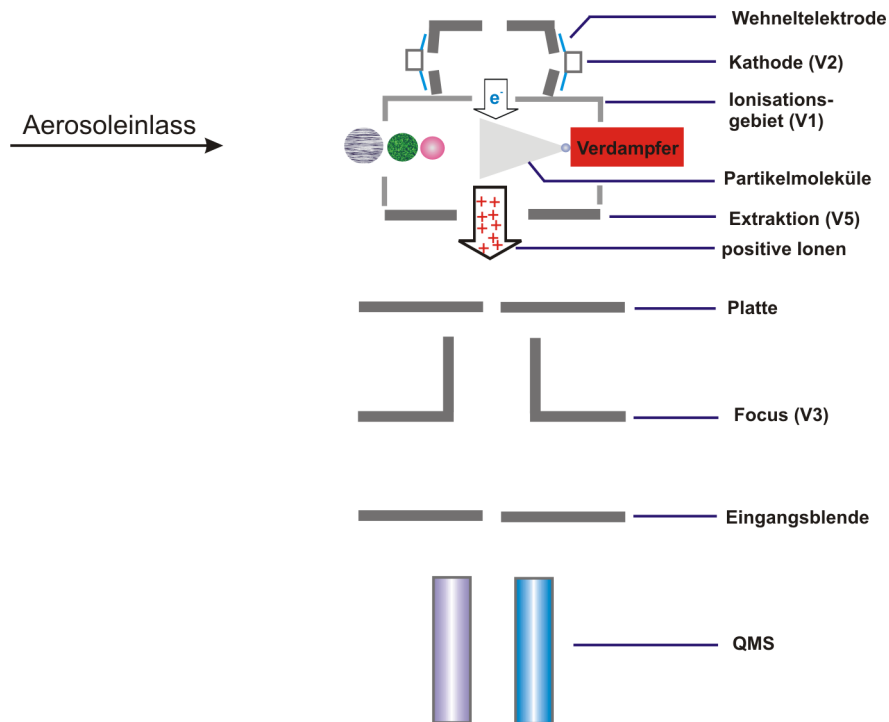 Wehneltelektrode
Kathode (V2)
e-
Ionisations-
gebiet (V1)
Aerosoleinlass
Verdampfer
Partikelmoleküle
Extraktion (V5)
+ +
+ +
+ +
+ +
+ +
positive Ionen
Platte
Focus (V3)
Eingangsblende
QMS